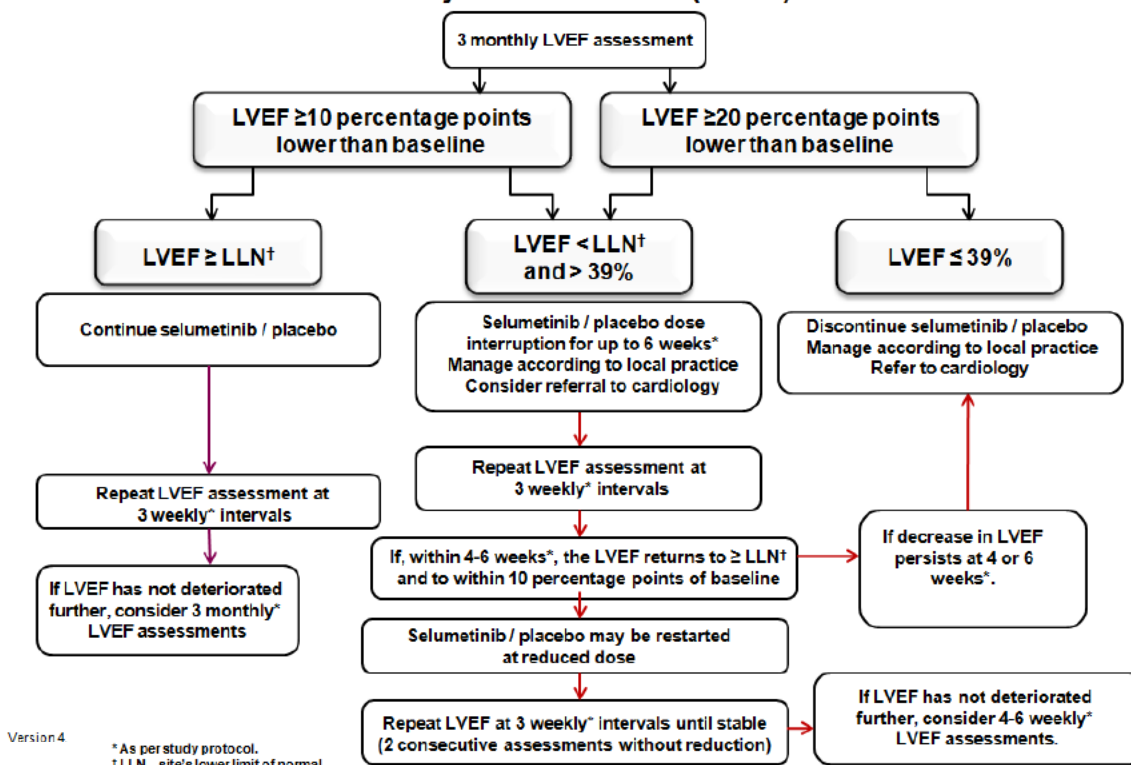 3 monthly LVEF assessment
LVEF ≥10 percentage points
lower than baseline
LVEF ≥20 percentage points
lower than baseline
LVEF ≥ LLN†
LVEF < LLN†
and > 39%
LVEF ≤ 39%
Continue selumetinib / placebo
Selumetinib / placebo dose
interruption for up to 6 weeks*
Manage according to local practice
Consider referral to cardiology
Discontinue selumetinib / placebo
Manage according to local practice
Refer to cardiology
Repeat LVEF assessment at
3 weekly* intervals
Repeat LVEF assessment at
3 weekly* intervals
If, within 4-6 weeks*, the LVEF returns to ≥ LLN†
and to within 10 percentage points of baseline
If decrease in LVEF
persists at 4 or 6
weeks*.
If LVEF has not deteriorated
further, consider 3 monthly*
LVEF assessments
Selumetinib / placebo may be restarted
at reduced dose
Repeat LVEF at 3 weekly* intervals until stable
(2 consecutive assessments without reduction)
If LVEF has not deteriorated
further, consider 4-6 weekly*
LVEF assessments.
Version 4
* As per study protocol.
† LLN – site's lower limit of normal